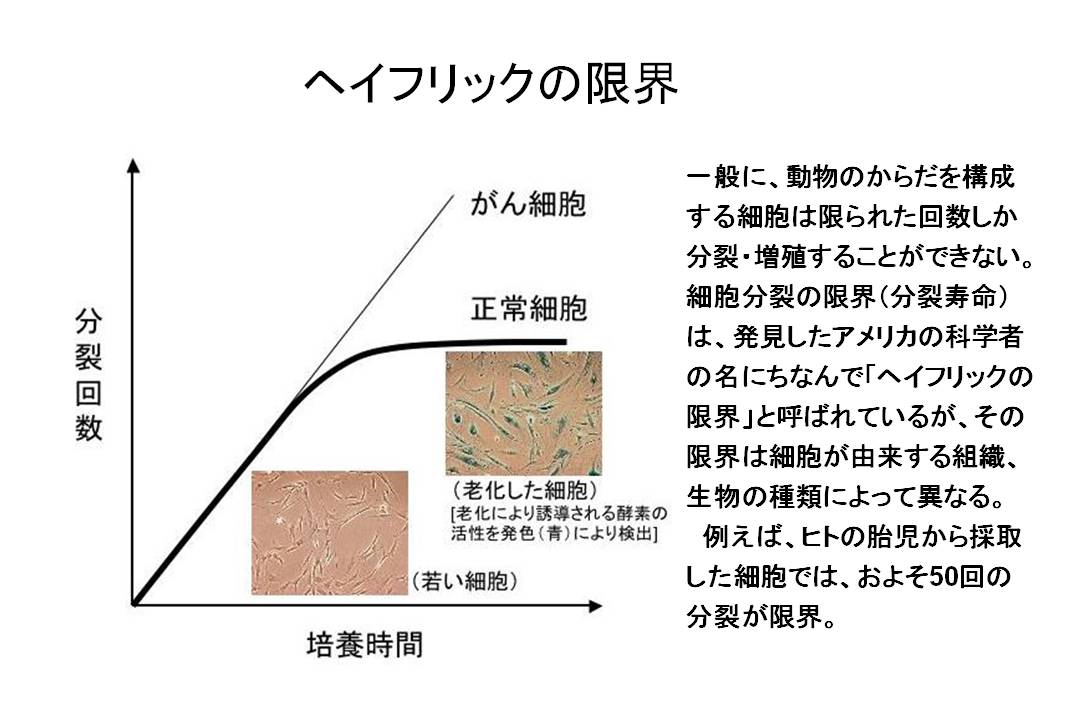 ヘイフリックの限界
がん細胞
正常細胞
分裂回数
(老化した細胞)
[老化により誘導される酵素の
活性を発色(青)により検出]
(若い細胞)
培養時間
一般に、動物のからだを構成
する細胞は限られた回数しか
分裂・増殖することができない。
細胞分裂の限界(分裂寿命)
は、発見したアメリカの科学者
の名にちなんで「ヘイフリックの
限界」と呼ばれているが、その
限界は細胞が由来する組織、
生物の種類によって異なる。
例えば、ヒトの胎児から採取
した細胞では、およそ50回の
分裂が限界。